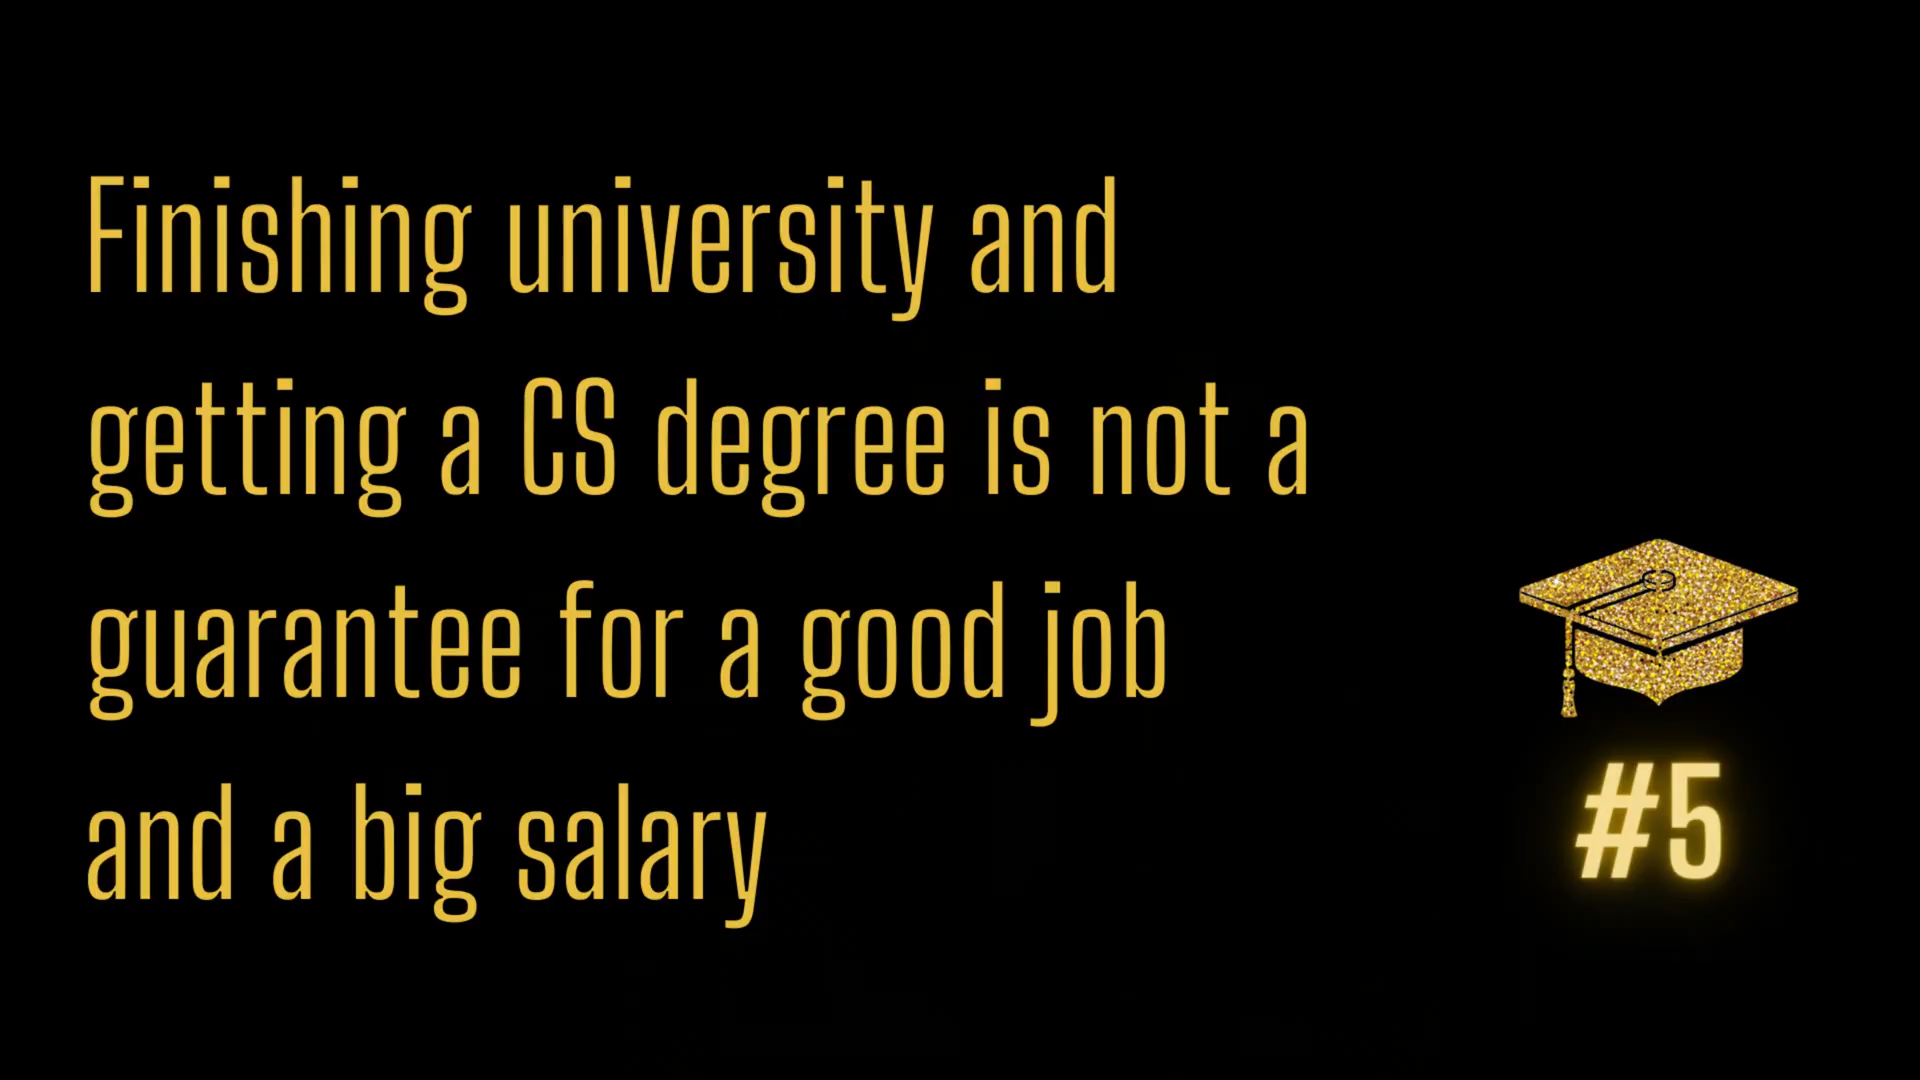 Finishing university and
getting a CS degree is not a
guarantee for a good job
and a big salary
#5